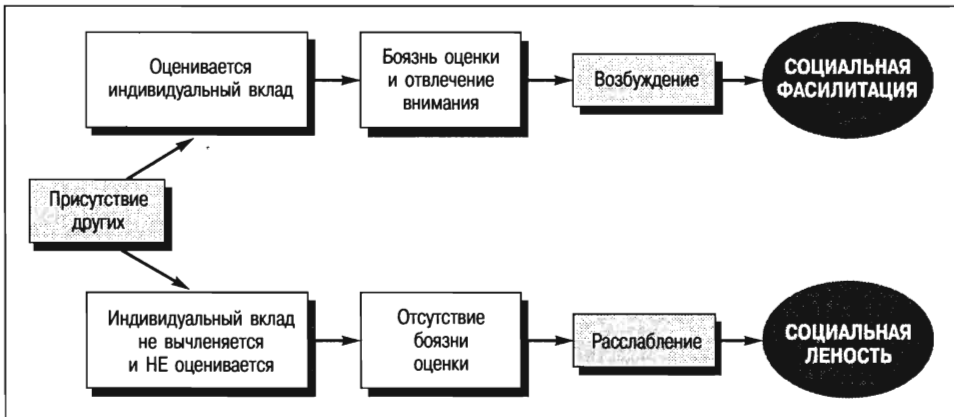 Оценивается
индивидуальный вклад
Боязнь оценки
и отвлечение
внимания
Возбуждение
СОЦИАЛЬНАЯ
ФАСИЛИТАЦИЯ
Присутствие
других
Индивидуальный вклад
не вычленяется
и НЕ оценивается
Отсутствие
боязни
оценки
Расслабление
СОЦИАЛЬНАЯ
ЛЕНОСТЬ